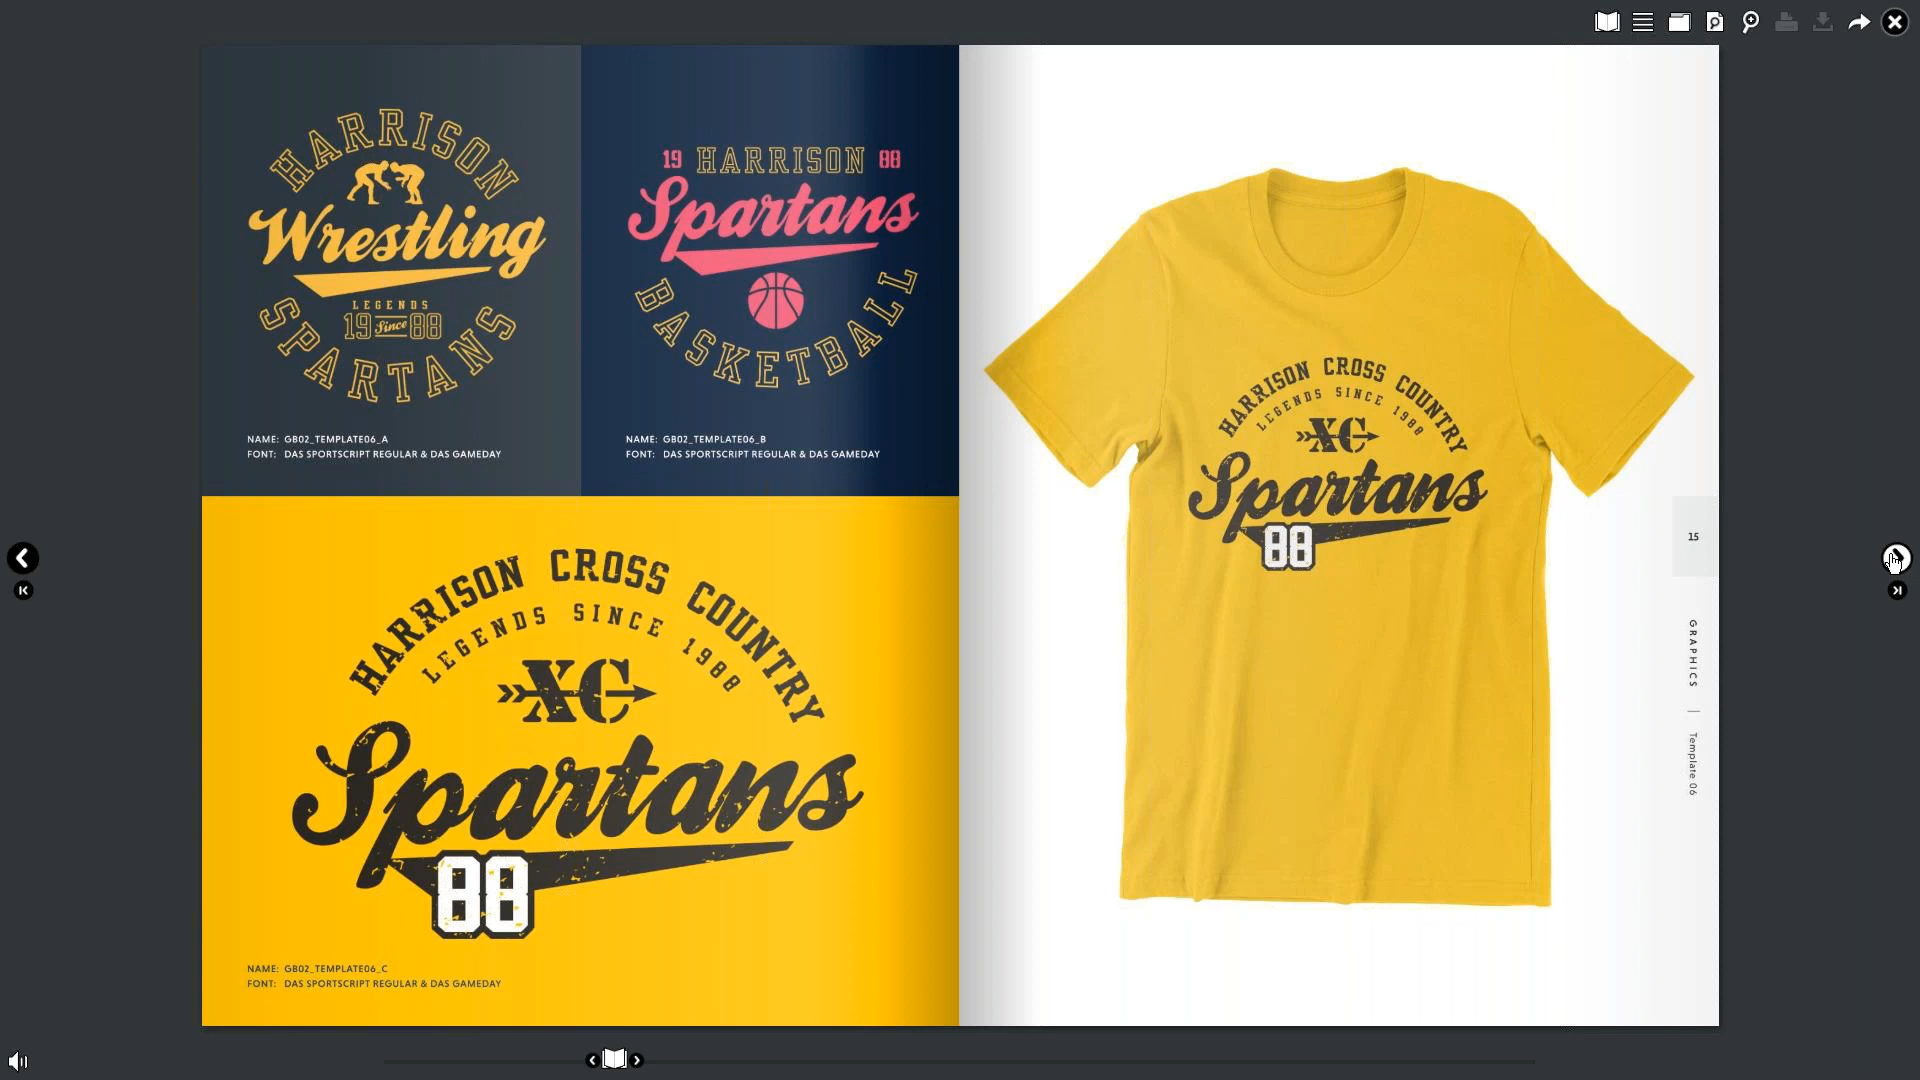 HARRISON
Wrestling
LEGENDS
19 Since 88
SPARTANS
NAME: GB02_TEMPLATE06_A
FONT: DAS SPORTSCRIPT REGULAR & DAS GAMEDAY
19 HARRISON 88
Spartans
BASKETBALL
NAME: GB02_TEMPLATE06_B
FONT: DAS SPORTSCRIPT REGULAR & DAS GAMEDAY
HARRISON CROSS COUNTRY
LEGENDS SINCE 1988
XC
Spartans
88
NAME: GB02_TEMPLATE06_C
FONT: DAS SPORTSCRIPT REGULAR & DAS GAMEDAY
HARRISON CROSS COUNTRY
LEGENDS SINCE 1988
XC
Spartans
88
15
GRAPHICS | Template 06